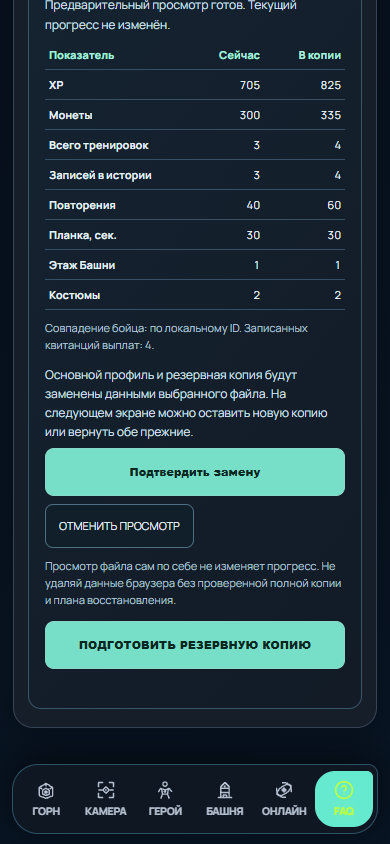 Предварительный просмотр готов. Текущий
прогресс не изменён.
Показатель Сейчас В копии
XP 705 825
Монеты 300 335
Всего тренировок 3 4
Записей в истории 3 4
Повторения 40 60
Планка, сек. 30 30
Этаж Башни 1 1
Костюмы 2 2
Совпадение бойца: по локальному ID. Записанных
квитанций выплат: 4.
Основной профиль и резервная копия будут
заменены данными выбранного файла. На
следующем экране можно оставить новую копию
или вернуть обе прежние.
Подтвердить замену
ОТМЕНИТЬ ПРОСМОТР
Просмотр файла сам по себе не изменяет прогресс. Не
удаляй данные браузера без проверенной полной копии
и плана восстановления.
ПОДГОТОВИТЬ РЕЗЕРВНУЮ КОПИЮ
ГОРН КАМЕРА ГЕРОЙ БАШНЯ ОНЛАЙН FAQ